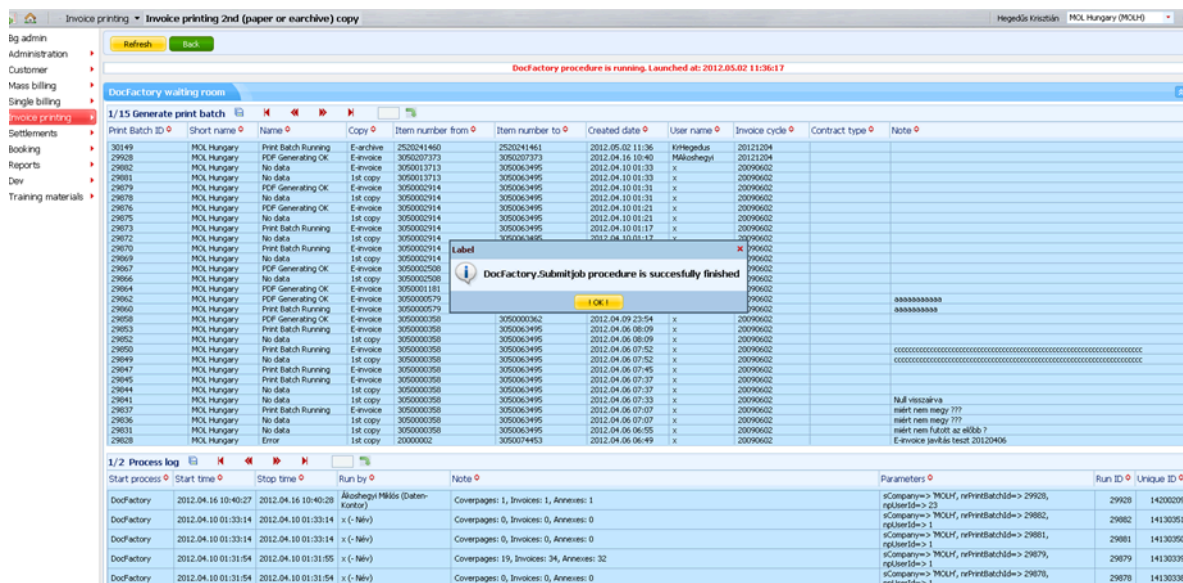 Invoice printing Invoice printing 2nd (paper or earchive) copy Hegedűs Krisztián MOL Hungary (MOLH)
Bg admin
Administration
Customer
Mass billing
Single billing
Invoice printing
Settlements
Booking
Reports
Dev
Training materials
Refresh Back
DocFactory procedure is running. Launched at: 2012.05.02 11:36:17
DocFactory waiting room
1/15 Generate print batch
Print Batch ID Short name Name Copy Item number from Item number to Created date User name Invoice cycle Contract type Note
30149 MOL Hungary Print Batch Running E-archive 2520241460 2520241461 2012.05.02 11:36 KrHegedus 20121204
29928 MOL Hungary PDF Generating OK E-invoice 3050207373 3050207373 2012.04.16 10:40 MAkoshegyi 20121204
29882 MOL Hungary No data E-invoice 3050013713 3050063495 2012.04.10 01:33 x 20090602
29881 MOL Hungary No data 1st copy 3050013713 3050063495 2012.04.10 01:33 x 20090602
29879 MOL Hungary PDF Generating OK E-invoice 3050002914 3050063495 2012.04.10 01:31 x 20090602
29878 MOL Hungary No data 1st copy 3050002914 3050063495 2012.04.10 01:31 x 20090602
29876 MOL Hungary PDF Generating OK E-invoice 3050002914 3050063495 2012.04.10 01:21 x 20090602
29875 MOL Hungary No data 1st copy 3050002914 3050063495 2012.04.10 01:21 x 20090602
29873 MOL Hungary Print Batch Running E-invoice 3050002914 3050063495 2012.04.10 01:17 x 20090602
29872 MOL Hungary No data 1st copy 3050002914 3050063495 2012.04.10 01:17 x 20090602
29870 MOL Hungary Print Batch Running E-invoice 3050002914
29869 MOL Hungary No data 1st copy 3050002914
29867 MOL Hungary PDF Generating OK E-invoice 3050002508
29866 MOL Hungary No data 1st copy 3050002508
29864 MOL Hungary PDF Generating OK E-invoice 3050001181
29862 MOL Hungary PDF Generating OK E-invoice 3050000579 aaaaaaaaaaa
29860 MOL Hungary Print Batch Running E-invoice 3050000579 aaaaaaaaaa
Label
DocFactory.Submitjob procedure is succesfully finished
! OK !
29858 MOL Hungary PDF Generating OK E-invoice 3050000358 3050000362 2012.04.09 23:54 x 20090602
29853 MOL Hungary Print Batch Running E-invoice 3050000358 3050063495 2012.04.06 08:09 x 20090602
29852 MOL Hungary No data 1st copy 3050000358 3050063495 2012.04.06 08:09 x 20090602
29850 MOL Hungary Print Batch Running E-invoice 3050000358 3050063495 2012.04.06 07:52 x 20090602
29849 MOL Hungary No data 1st copy 3050000358 3050063495 2012.04.06 07:52 x 20090602
29847 MOL Hungary Print Batch Running E-invoice 3050000358 3050063495 2012.04.06 07:45 x 20090602
29845 MOL Hungary Print Batch Running E-invoice 3050000358 3050063495 2012.04.06 07:37 x 20090602
29844 MOL Hungary No data 1st copy 3050000358 3050063495 2012.04.06 07:37 x 20090602
29841 MOL Hungary No data 1st copy 3050000358 3050063495 2012.04.06 07:33 x 20090602 Null visszaírva
29837 MOL Hungary Print Batch Running E-invoice 3050000358 3050063495 2012.04.06 07:07 x 20090602 miért nem megy ???
29836 MOL Hungary No data 1st copy 3050000358 3050063495 2012.04.06 07:07 x 20090602 miért nem megy ???
29831 MOL Hungary No data 1st copy 3050000358 3050063495 2012.04.06 06:55 x 20090602 miért nem futott az előbb ?
29828 MOL Hungary Error 1st copy 20000002 3050074453 2012.04.06 06:49 x 20090602 E-invoice javítás teszt 20120406
1/2 Process log
Start process Start time Stop time Run by Note Parameters Run ID Unique ID
DocFactory 2012.04.16 10:40:27 2012.04.16 10:40:28 Ákoshegyi Miklós (Daten-Kontor) Coverpages: 1, Invoices: 1, Annexes: 1 sCompany=> 'MOLH', nrPrintBatchId=> 29928, npUserId=> 23 29928 14200209
DocFactory 2012.04.10 01:33:14 2012.04.10 01:33:14 x (- Név) Coverpages: 0, Invoices: 0, Annexes: 0 sCompany=> 'MOLH', nrPrintBatchId=> 29882, npUserId=> 1 29882 1413035
DocFactory 2012.04.10 01:33:14 2012.04.10 01:33:14 x (- Név) Coverpages: 0, Invoices: 0, Annexes: 0 sCompany=> 'MOLH', nrPrintBatchId=> 29881, npUserId=> 1 29881 1413035
DocFactory 2012.04.10 01:31:54 2012.04.10 01:31:55 x (- Név) Coverpages: 19, Invoices: 34, Annexes: 32 sCompany=> 'MOLH', nrPrintBatchId=> 29879, npUserId=> 1 29879 1413033
DocFactory 2012.04.10 01:31:54 2012.04.10 01:31:54 x (- Név) Coverpages: 0, Invoices: 0, Annexes: 0 sCompany=> 'MOLH', nrPrintBatchId=> 29878, 29878 1413033